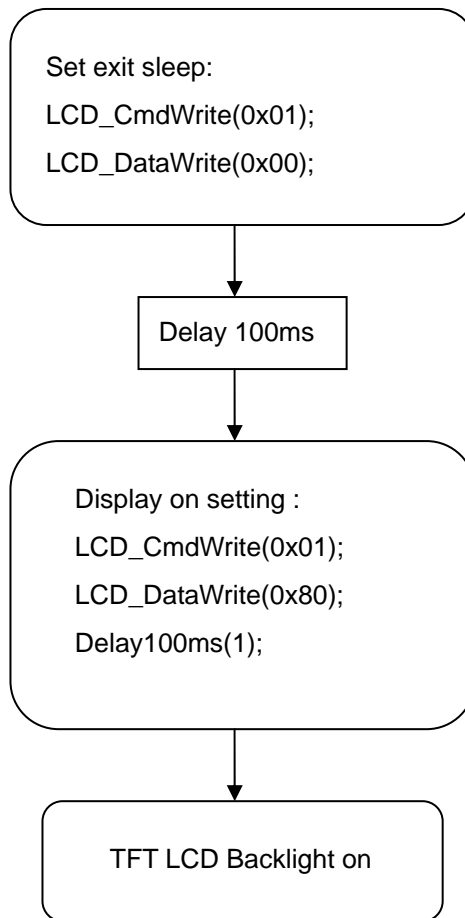 Set exit sleep:
LCD_CmdWrite(0x01);
LCD_DataWrite(0x00);
Delay 100ms
Display on setting :
LCD_CmdWrite(0x01);
LCD_DataWrite(0x80);
Delay100ms(1);
TFT LCD Backlight on